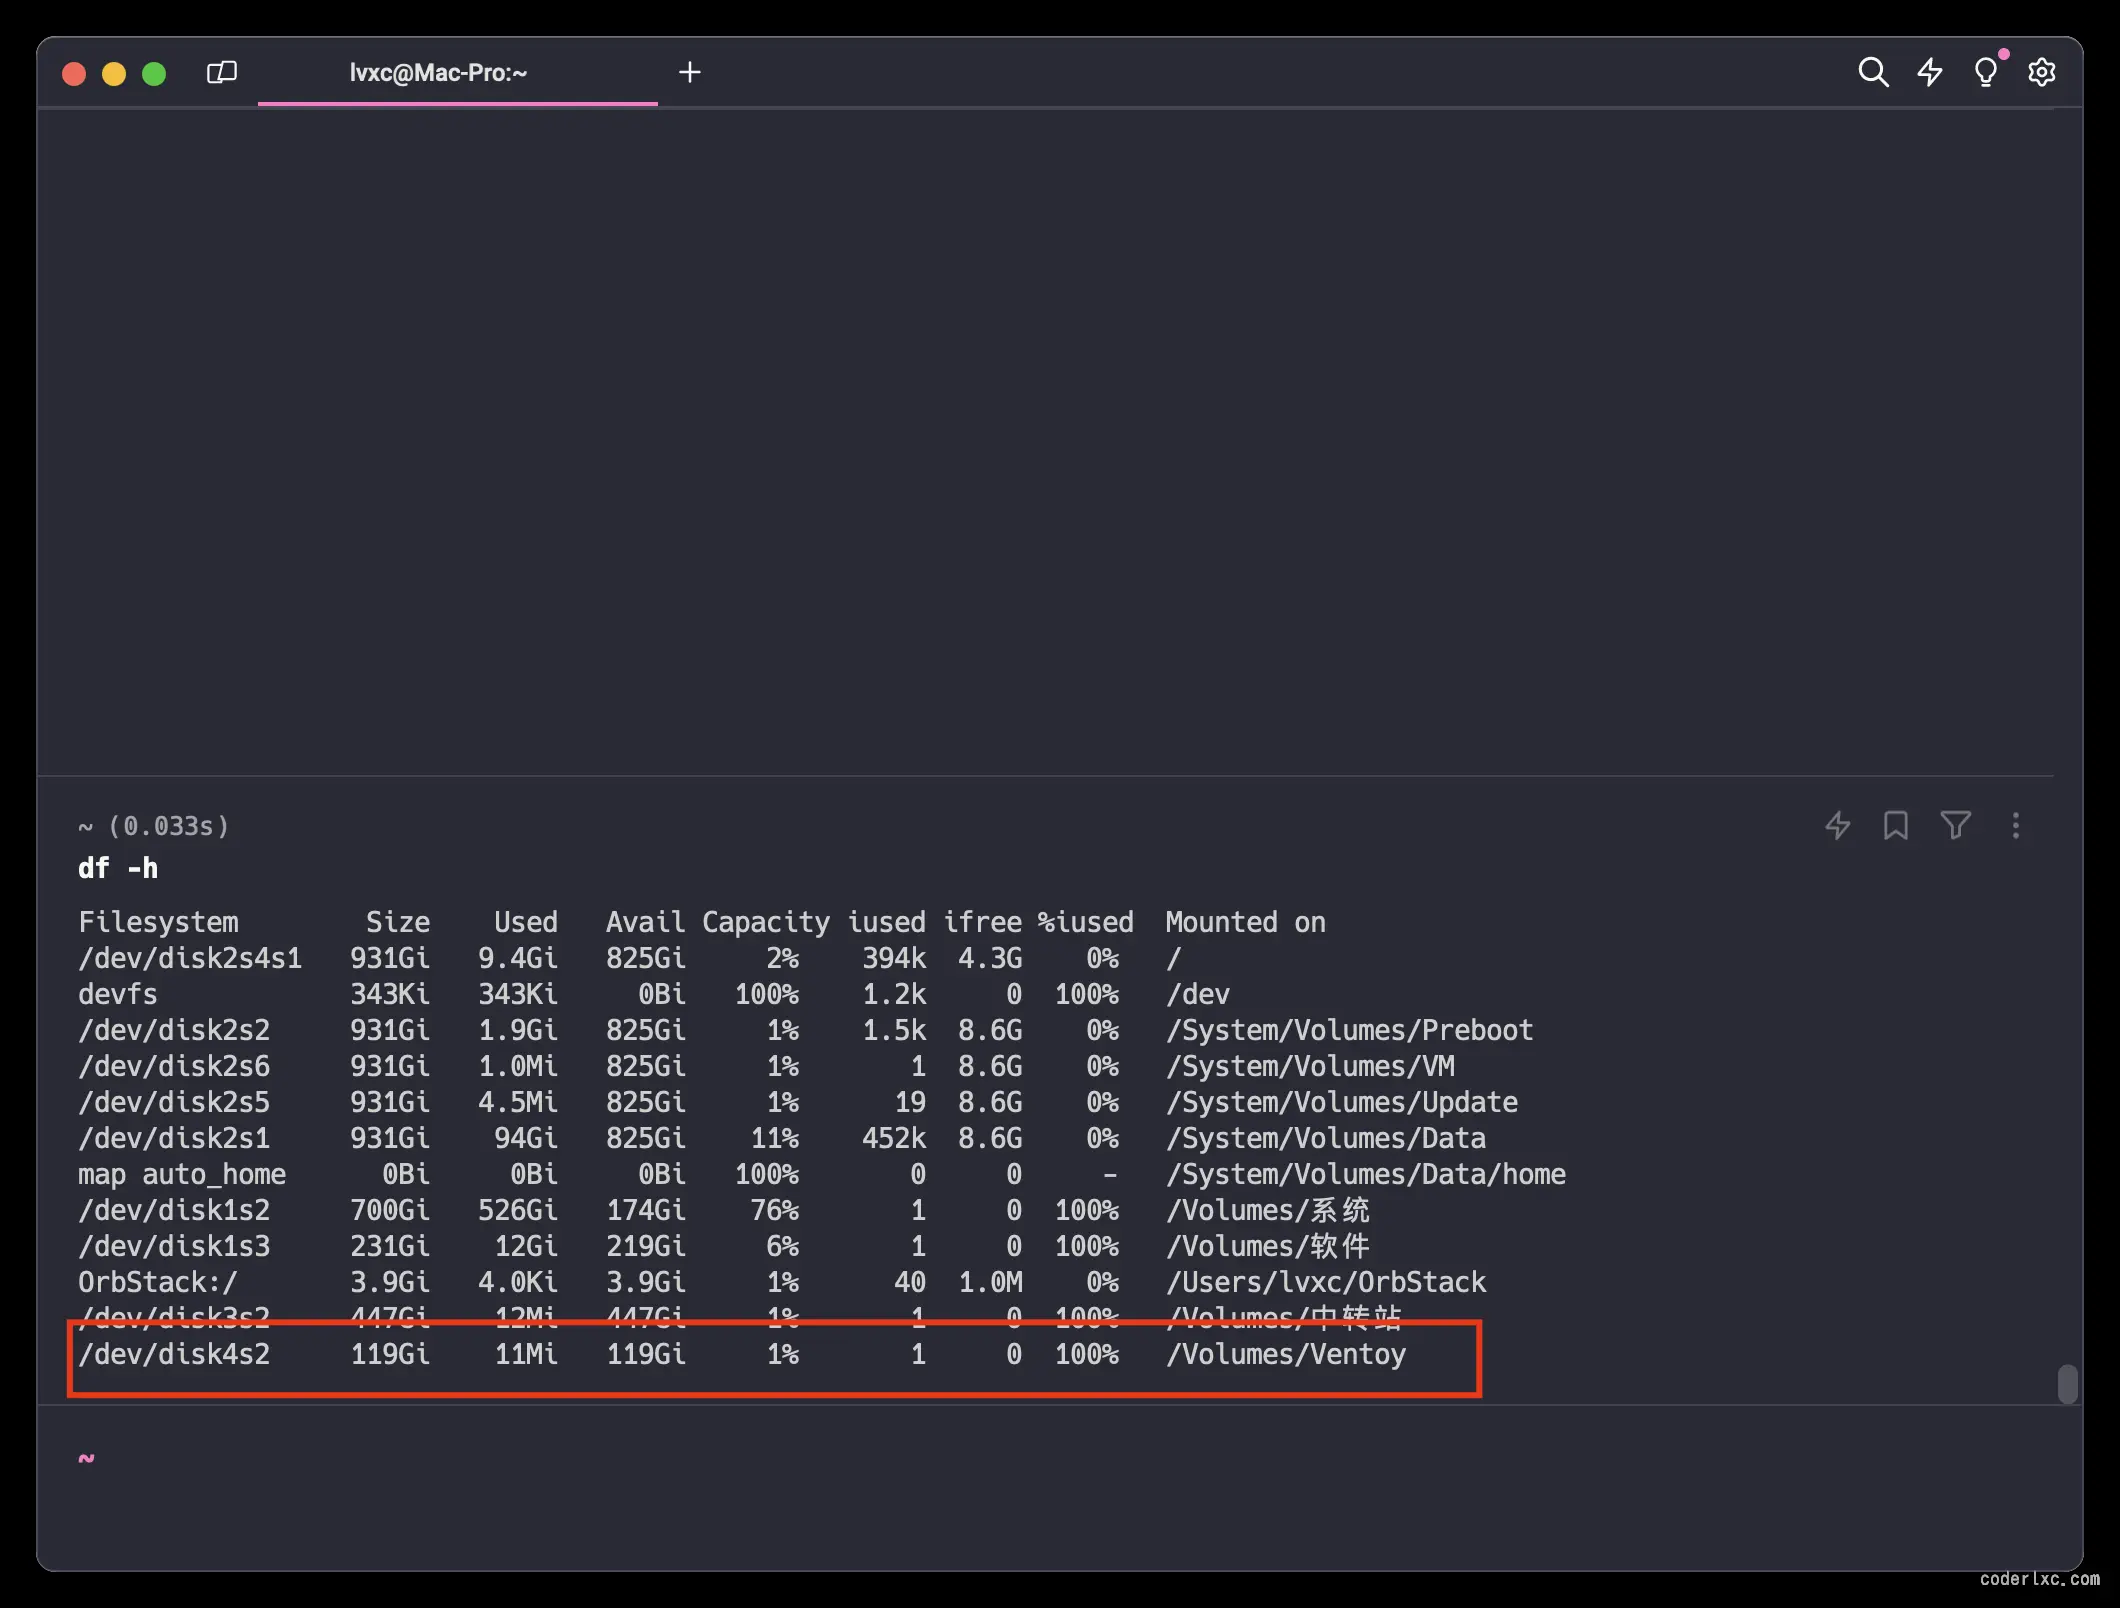 lvxc@Mac-Pro:~
~ (0.033s)
df -h
Filesystem Size Used Avail Capacity iused ifree %iused Mounted on
/dev/disk2s4s1 931Gi 9.4Gi 825Gi 2% 394k 4.3G 0% /
devfs 343Ki 343Ki 0Bi 100% 1.2k 0 100% /dev
/dev/disk2s2 931Gi 1.9Gi 825Gi 1% 1.5k 8.6G 0% /System/Volumes/Preboot
/dev/disk2s6 931Gi 1.0Mi 825Gi 1% 1 8.6G 0% /System/Volumes/VM
/dev/disk2s5 931Gi 4.5Mi 825Gi 1% 19 8.6G 0% /System/Volumes/Update
/dev/disk2s1 931Gi 94Gi 825Gi 11% 452k 8.6G 0% /System/Volumes/Data
map auto_home 0Bi 0Bi 0Bi 100% 0 0 - /System/Volumes/Data/home
/dev/disk1s2 700Gi 526Gi 174Gi 76% 1 0 100% /Volumes/系统
/dev/disk1s3 231Gi 12Gi 219Gi 6% 1 0 100% /Volumes/软件
OrbStack:/ 3.9Gi 4.0Ki 3.9Gi 1% 40 1.0M 0% /Users/lvxc/OrbStack
/dev/disk3s2 447Gi 12Mi 447Gi 1% 1 0 100% /Volumes/中转站
/dev/disk4s2 119Gi 11Mi 119Gi 1% 1 0 100% /Volumes/Ventoy
~
coderlxc.com